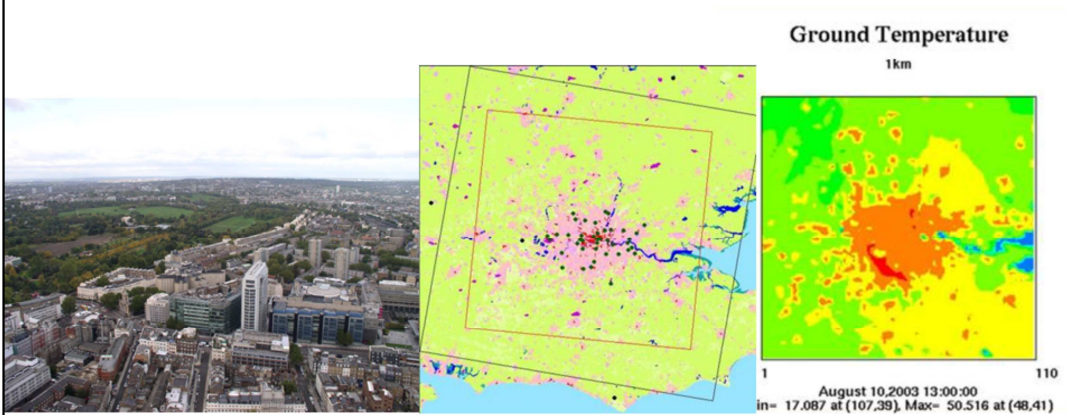 Ground Temperature
1km
1 110
August 10,2003 13:00:00
in= 17.087 at (107,39), Max= 50.516 at (48,41)